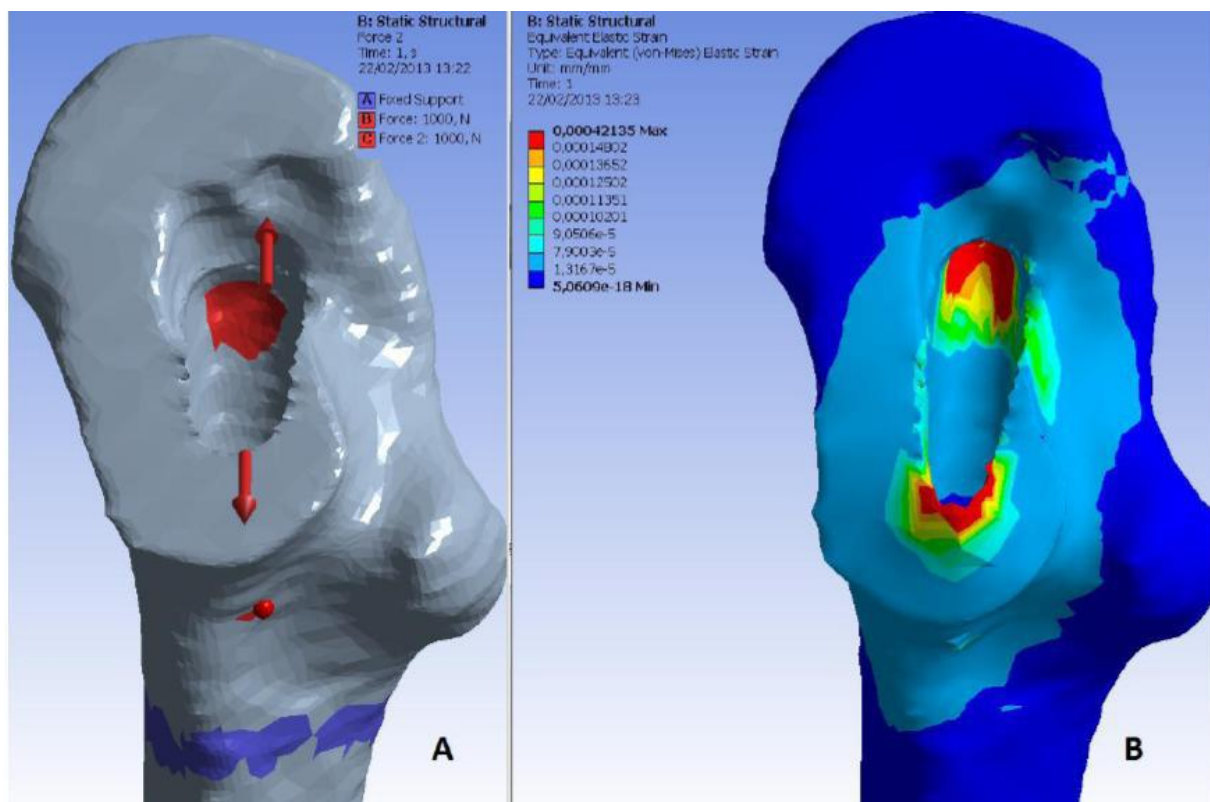 B: Static Structural
Force 2
Time: 1, s
22/02/2013 13:22
A Fixed Support
B Force: 1000, N
C Force 2: 1000, N
A
B: Static Structural
Equivalent Elastic Strain
Type: Equivalent (von-Mises) Elastic Strain
Unit: mm/mm
Time: 1
22/02/2013 13:23
0,00042135 Max
0,00014802
0,00013652
0,00012502
0,00011351
0,00010201
9,0506e-5
7,9003e-5
1,3167e-5
5,0609e-18 Min
B